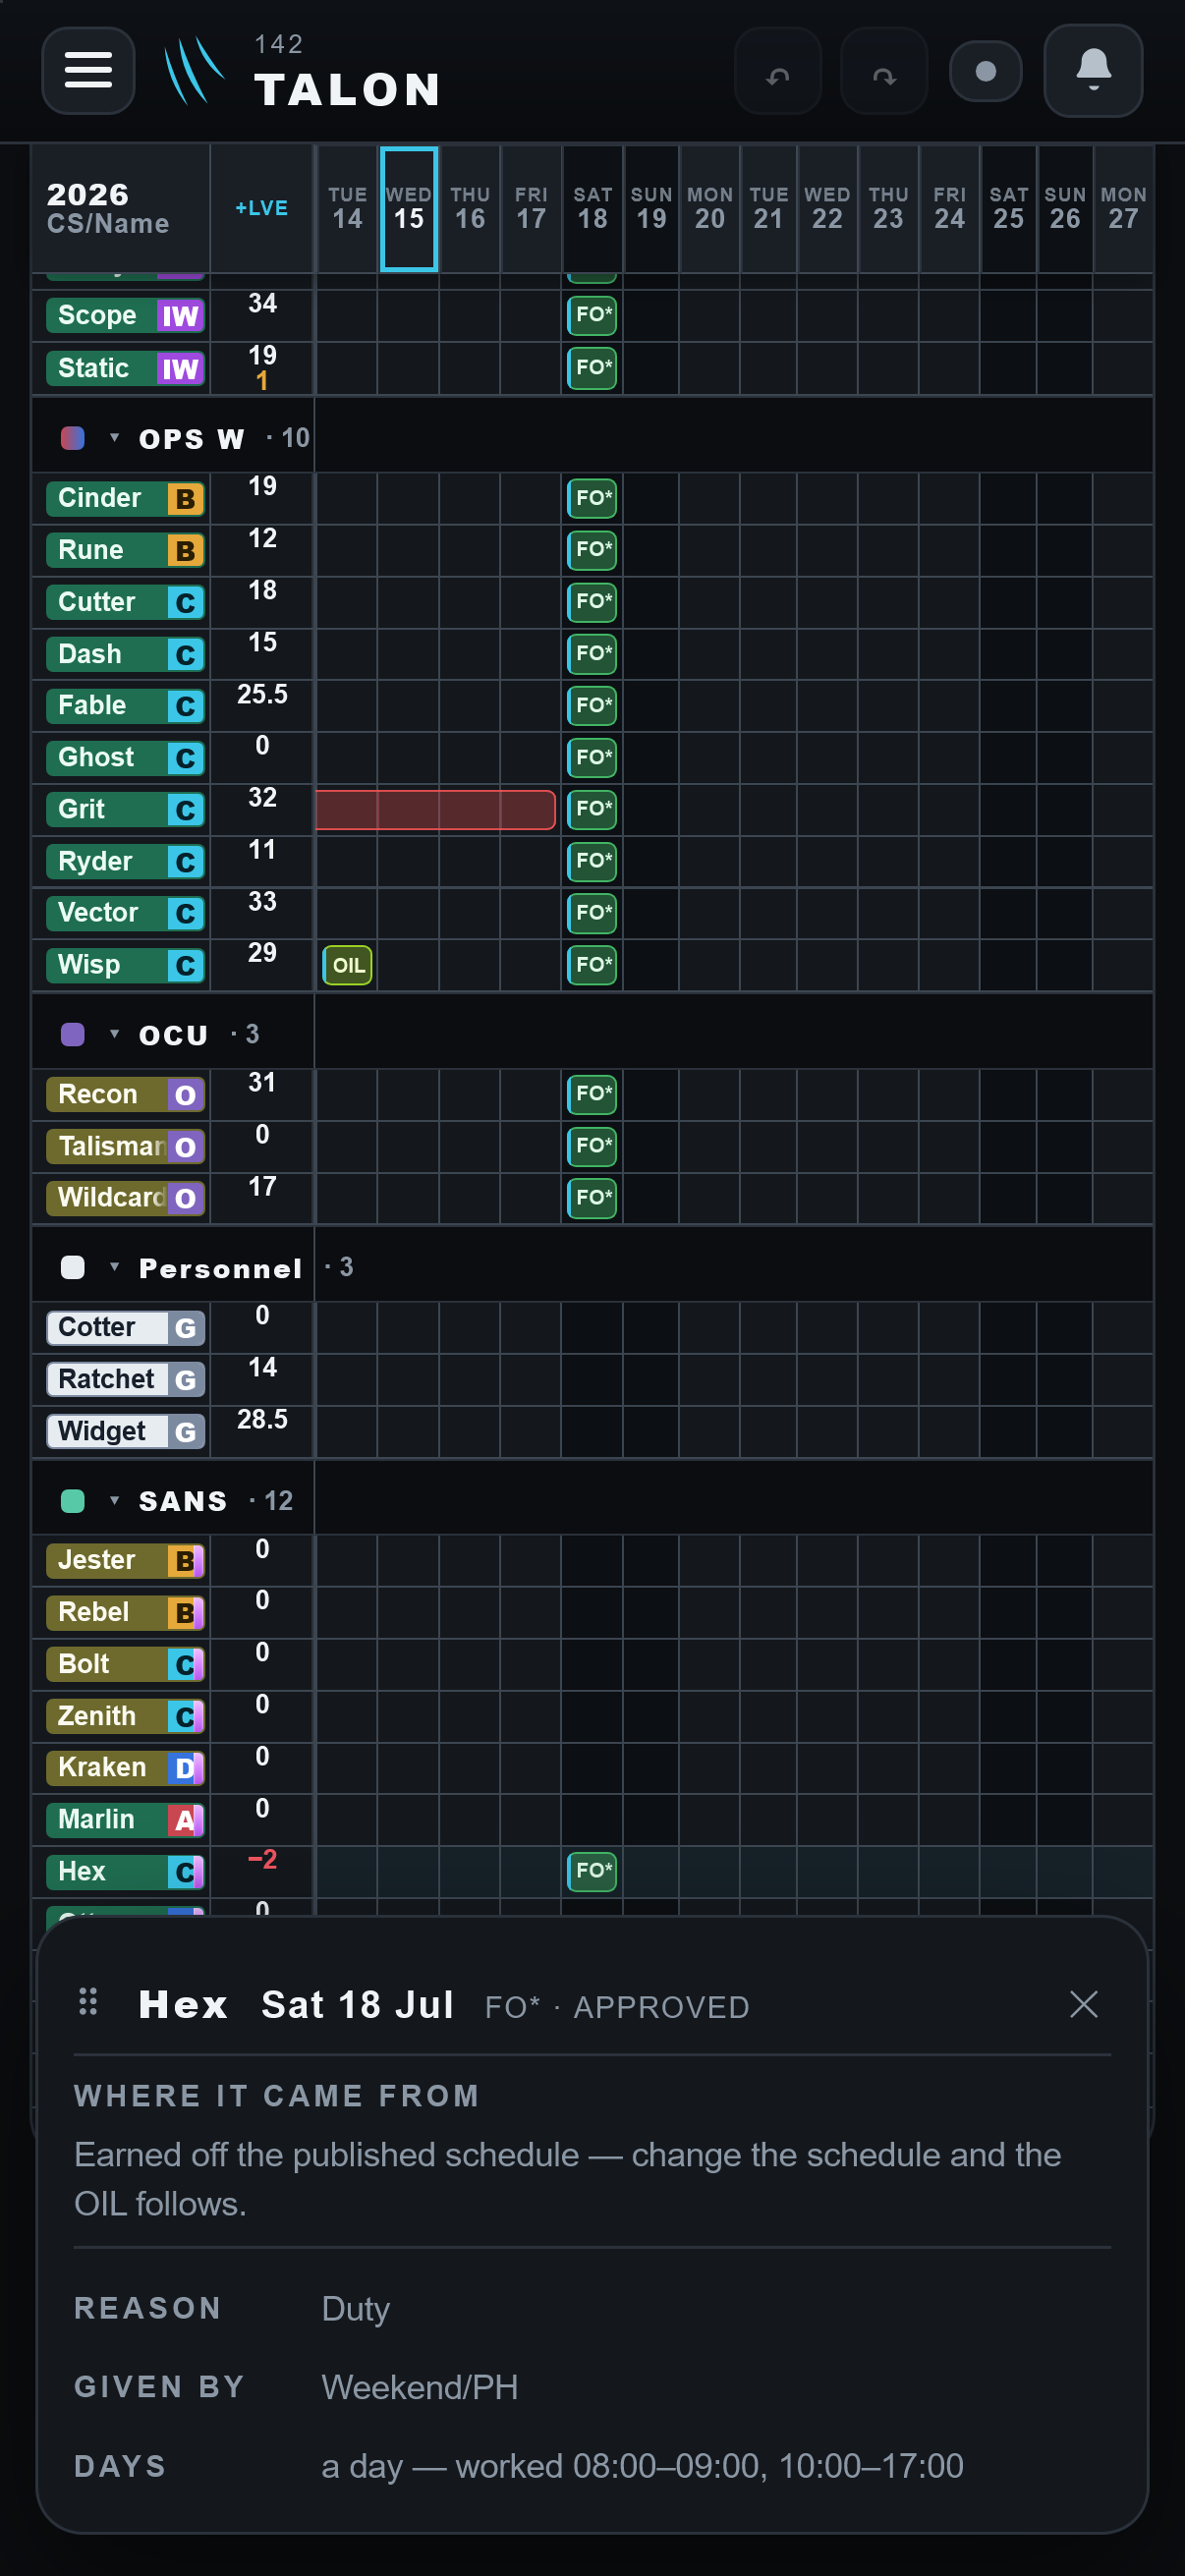 142
TALON
2026
CS/Name
+LVE
TUE 14
WED 15
THU 16
FRI 17
SAT 18
SUN 19
MON 20
TUE 21
WED 22
THU 23
FRI 24
SAT 25
SUN 26
MON 27
Scope IW 34 FO*
Static IW 19 1 FO*
▼ OPS W · 10
Cinder B 19 FO*
Rune B 12 FO*
Cutter C 18 FO*
Dash C 15 FO*
Fable C 25.5 FO*
Ghost C 0 FO*
Grit C 32 FO*
Ryder C 11 FO*
Vector C 33 FO*
Wisp C 29 OIL FO*
▼ OCU · 3
Recon O 31 FO*
Talisman O 0 FO*
Wildcard O 17 FO*
▼ Personnel · 3
Cotter G 0
Ratchet G 14
Widget G 28.5
▼ SANS · 12
Jester B 0
Rebel B 0
Bolt C 0
Zenith C 0
Kraken D 0
Marlin A 0
Hex C −2 FO*
0
Hex Sat 18 Jul FO* · APPROVED
WHERE IT CAME FROM
Earned off the published schedule — change the schedule and the
OIL follows.
REASON Duty
GIVEN BY Weekend/PH
DAYS a day — worked 08:00–09:00, 10:00–17:00